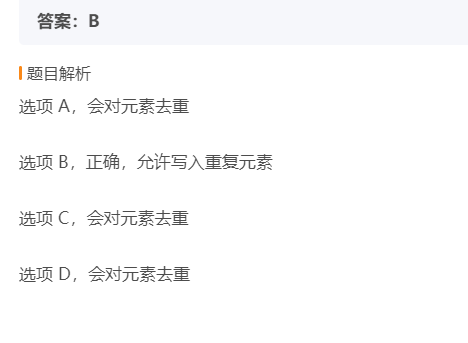 答案：B
题目解析
选项 A，会对元素去重
选项 B，正确，允许写入重复元素
选项 C，会对元素去重
选项 D，会对元素去重